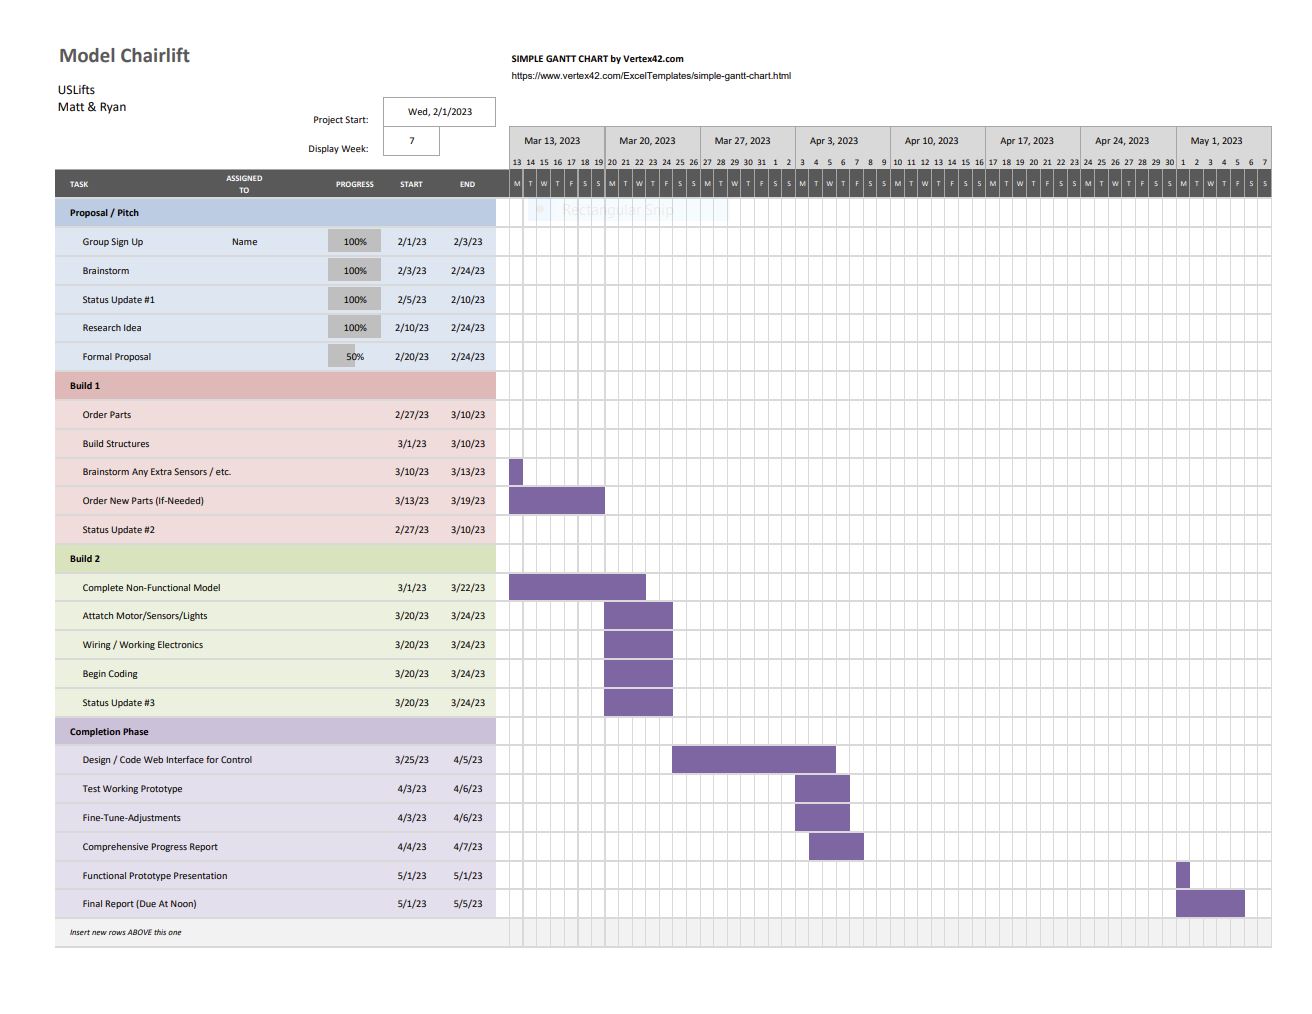 Model Chairlift
SIMPLE GANTT CHART by Vertex42.com
https://www.vertex42.com/ExcelTemplates/simple-gantt-chart.html
USLifts
Matt & Ryan
Project Start: Wed, 2/1/2023
Display Week: 7
Mar 13, 2023 Mar 20, 2023 Mar 27, 2023 Apr 3, 2023 Apr 10, 2023 Apr 17, 2023 Apr 24, 2023 May 1, 2023
13 14 15 16 17 18 19 20 21 22 23 24 25 26 27 28 29 30 31 1 2 3 4 5 6 7 8 9 10 11 12 13 14 15 16 17 18 19 20 21 22 23 24 25 26 27 28 29 30 1 2 3 4 5 6 7
TASK ASSIGNED TO PROGRESS START END M T W T F S S M T W T F S S M T W T F S S M T W T F S S M T W T F S S M T W T F S S M T W T F S S M T W T F S S
Proposal / Pitch
Rectangular Snip
Group Sign Up Name 100% 2/1/23 2/3/23
Brainstorm 100% 2/3/23 2/24/23
Status Update #1 100% 2/5/23 2/10/23
Research Idea 100% 2/10/23 2/24/23
Formal Proposal 50% 2/20/23 2/24/23
Build 1
Order Parts 2/27/23 3/10/23
Build Structures 3/1/23 3/10/23
Brainstorm Any Extra Sensors / etc. 3/10/23 3/13/23
Order New Parts (If-Needed) 3/13/23 3/19/23
Status Update #2 2/27/23 3/10/23
Build 2
Complete Non-Functional Model 3/1/23 3/22/23
Attatch Motor/Sensors/Lights 3/20/23 3/24/23
Wiring / Working Electronics 3/20/23 3/24/23
Begin Coding 3/20/23 3/24/23
Status Update #3 3/20/23 3/24/23
Completion Phase
Design / Code Web Interface for Control 3/25/23 4/5/23
Test Working Prototype 4/3/23 4/6/23
Fine-Tune-Adjustments 4/3/23 4/6/23
Comprehensive Progress Report 4/4/23 4/7/23
Functional Prototype Presentation 5/1/23 5/1/23
Final Report (Due At Noon) 5/1/23 5/5/23
Insert new rows ABOVE this one